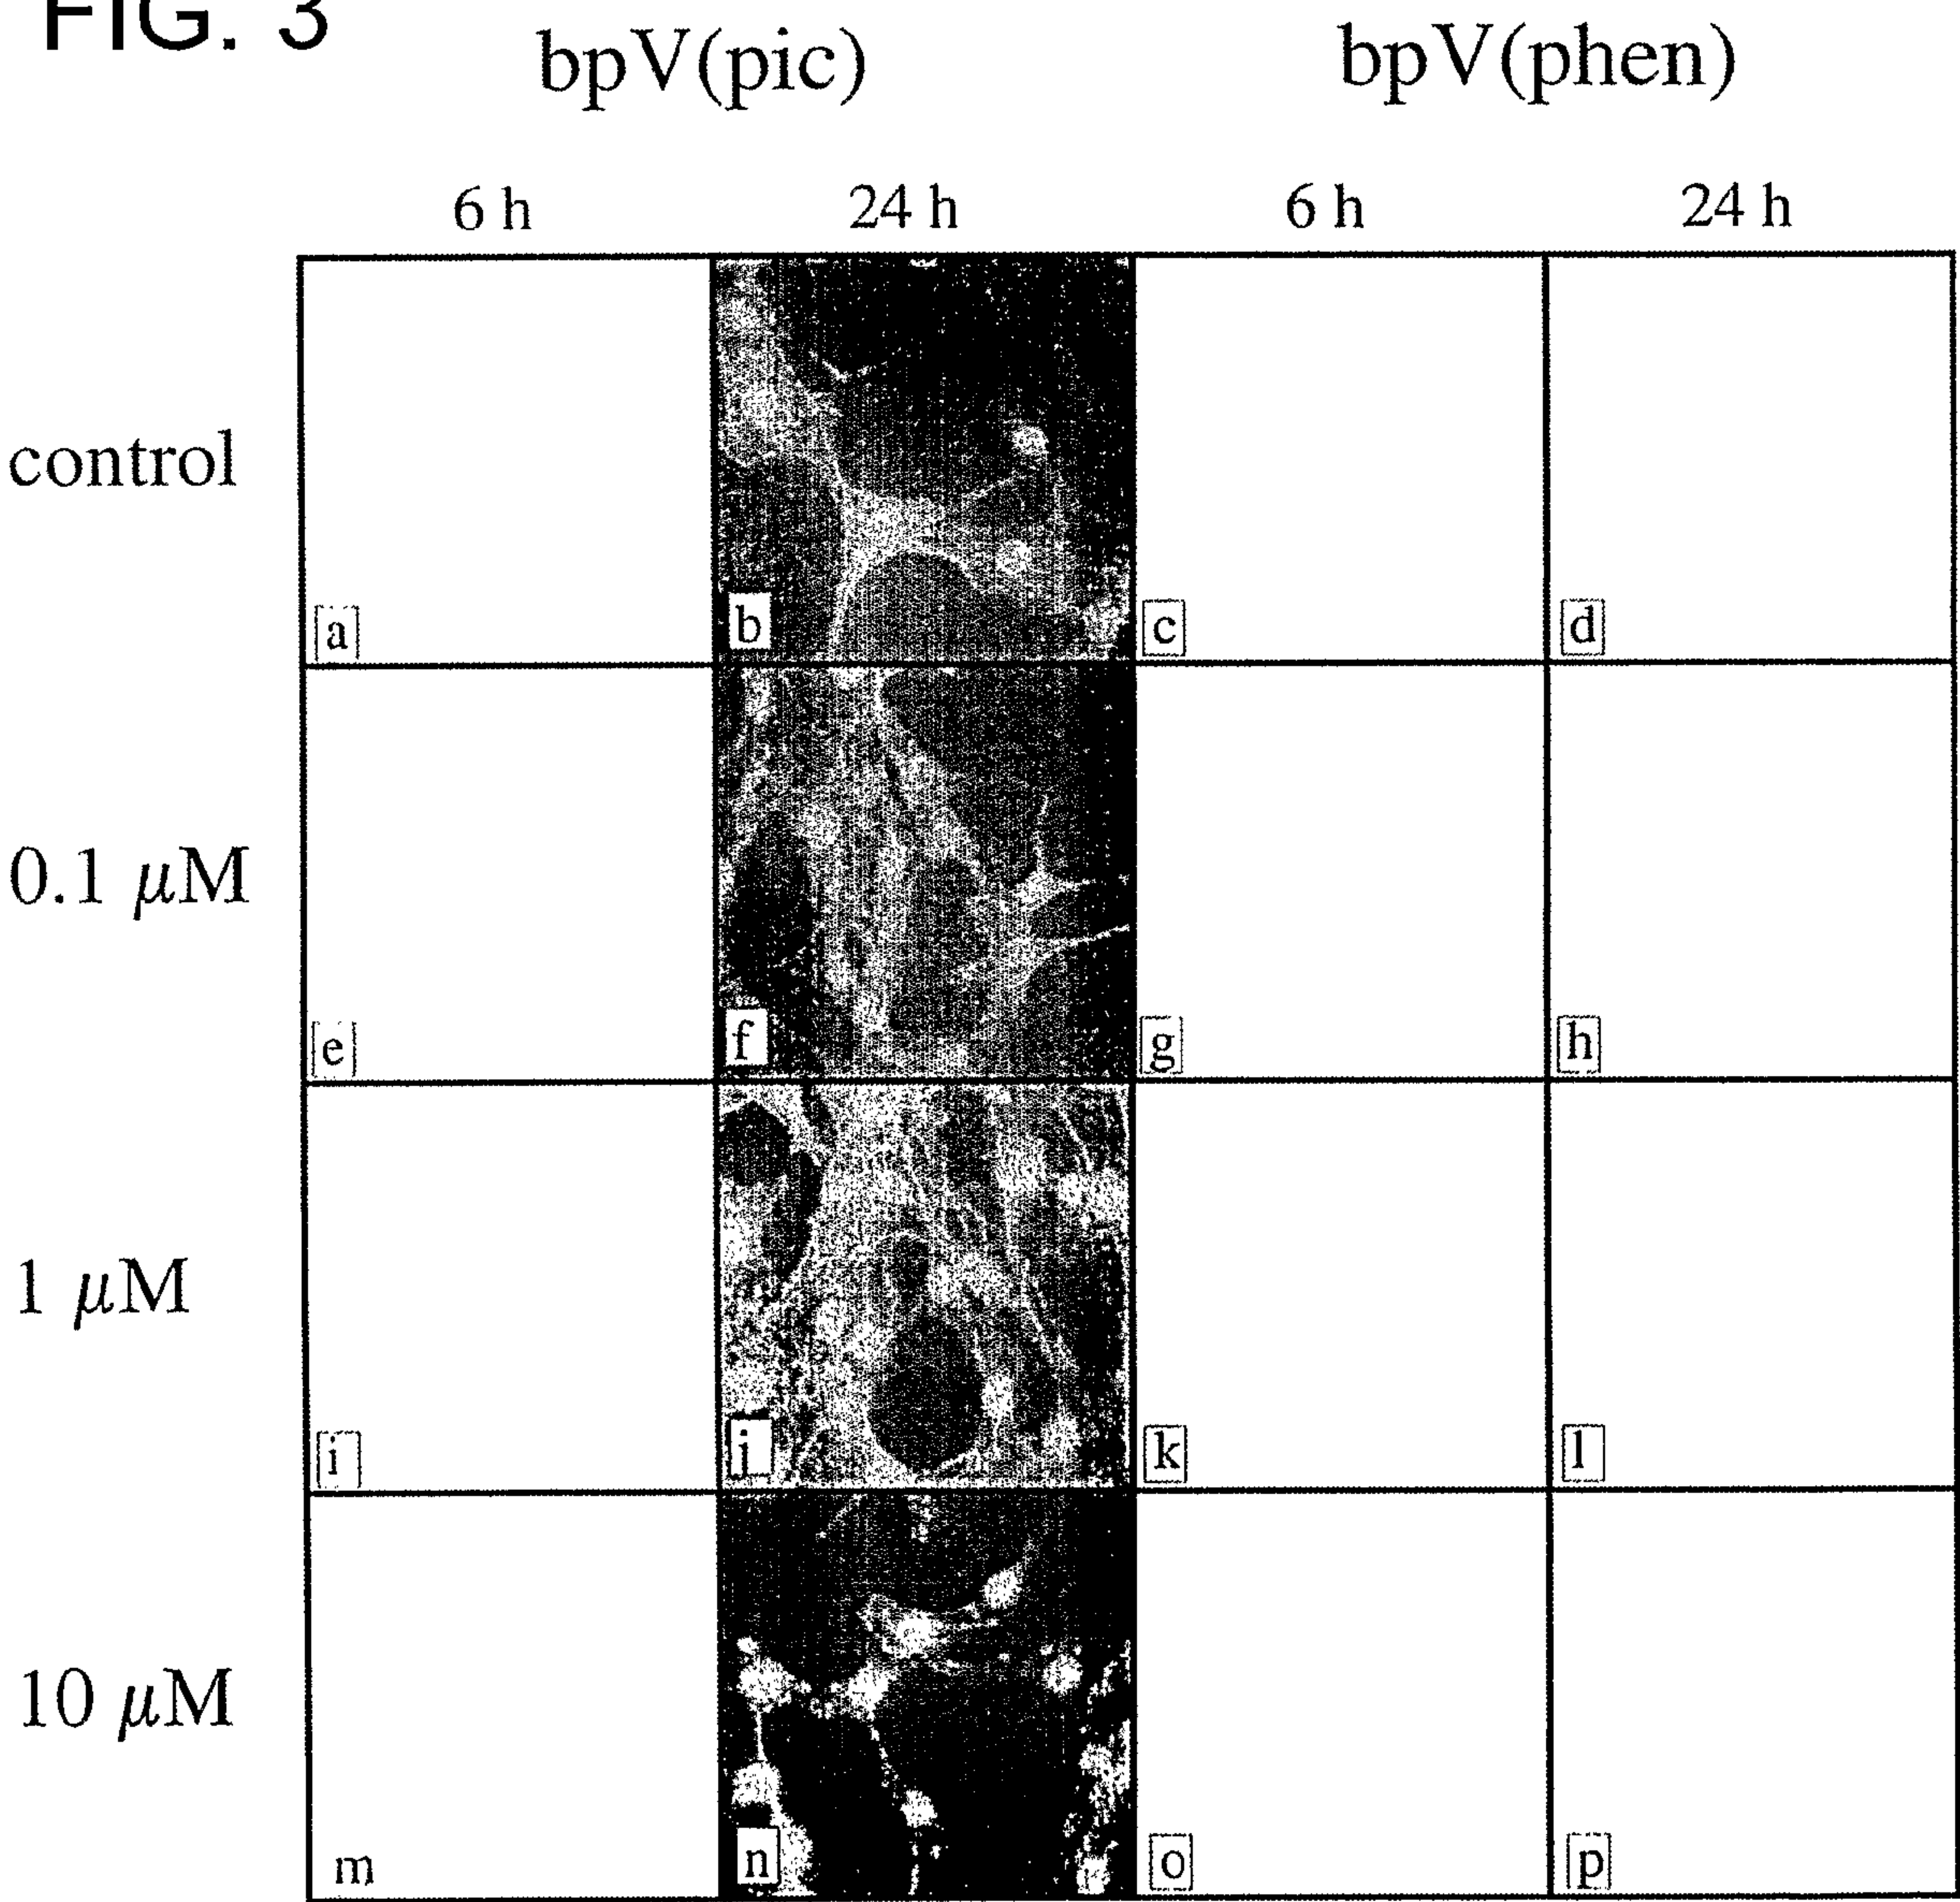 FIG. 3
bpV(pic) bpV(phen)
6 h 24 h 6 h 24 h
control
a b c d
0.1 µM
e f g h
1 µM
i j k l
10 µM
m n o p